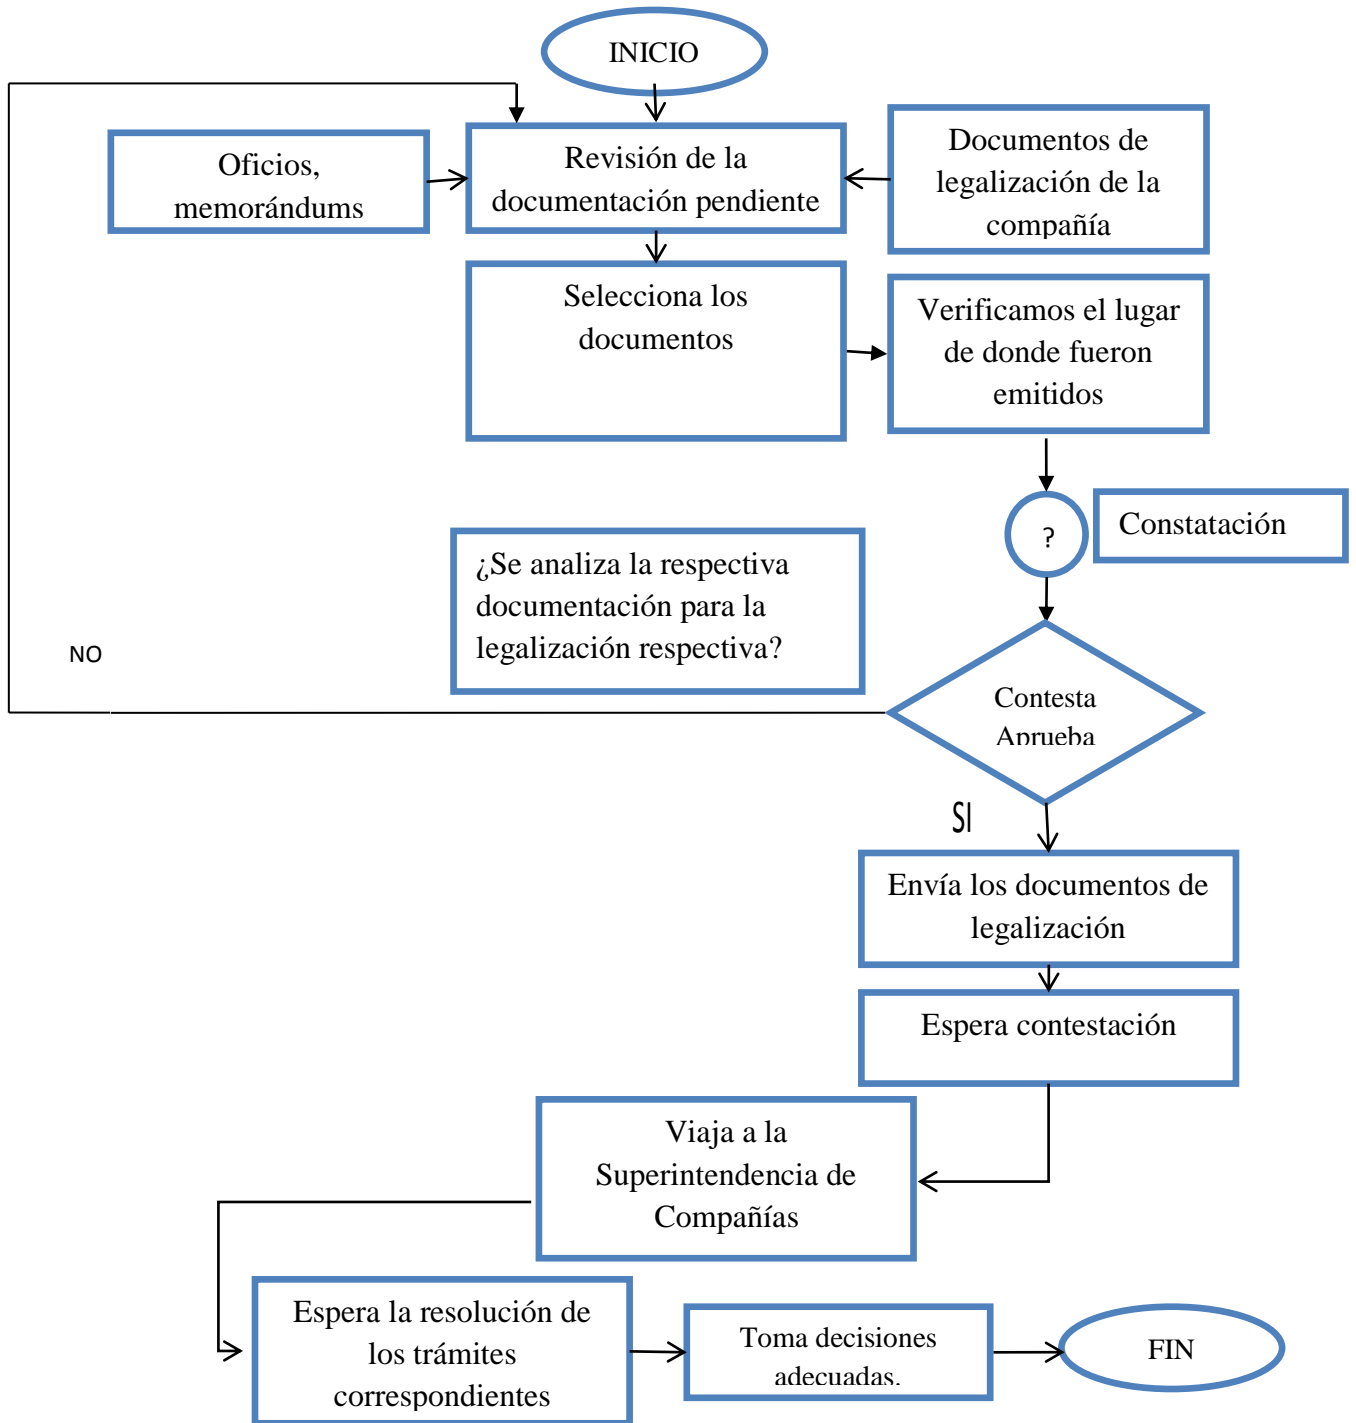 INICIO
Oficios,
memorándums
Revisión de la
documentación pendiente
Documentos de
legalización de la
compañía
Selecciona los
documentos
Verificamos el lugar
de donde fueron
emitidos
?
Constatación
¿Se analiza la respectiva
documentación para la
legalización respectiva?
NO
Contesta
Aprueba
SI
Envía los documentos de
legalización
Espera contestación
Viaja a la
Superintendencia de
Compañías
Espera la resolución de
los trámites
correspondientes
Toma decisiones
adecuadas.
FIN